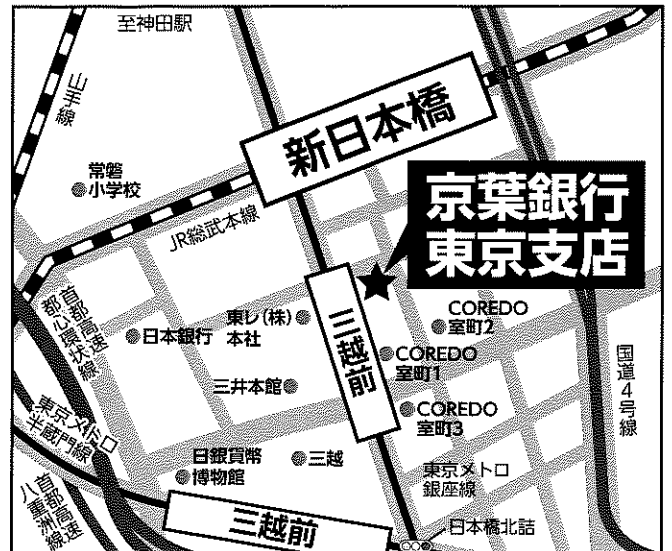 至神田駅
山手線
新日本橋
常磐
小学校
JR総武本線
京葉銀行
東京支店
首都高速
都心環状線
日本銀行
東レ(株)
本社
三越前
COREDO
室町2
COREDO
室町1
三井本館
COREDO
室町3
国道4号線
東京メトロ
半蔵門線
日銀貨幣
博物館
三越
東京メトロ
銀座線
首都高速
八重洲線
三越前
日本橋北詰